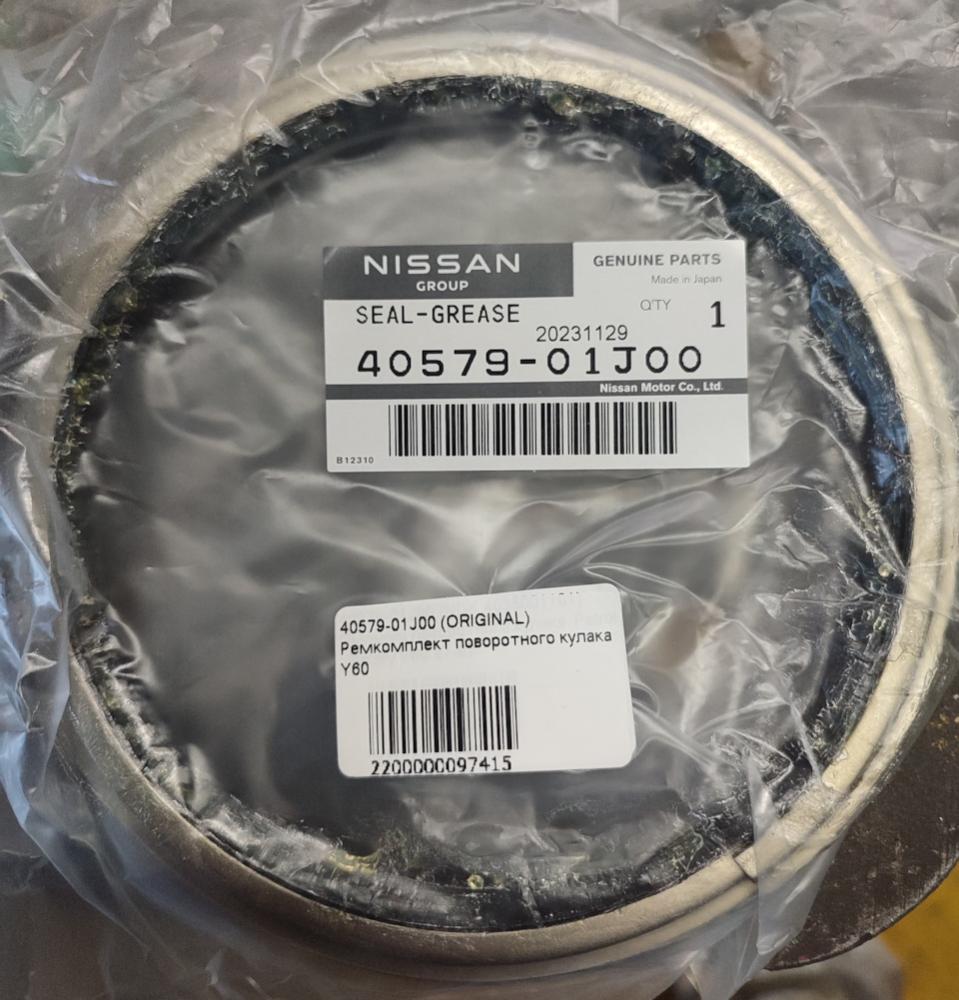 NISSAN
GROUP
GENUINE PARTS
Made in Japan
SEAL-GREASE
Q'TY 1
20231129
40579-01J00
Nissan Motor Co., Ltd.
B12310
40579-01J00 (ORIGINAL)
Ремкомплект поворотного кулака
Y60
2200000097415